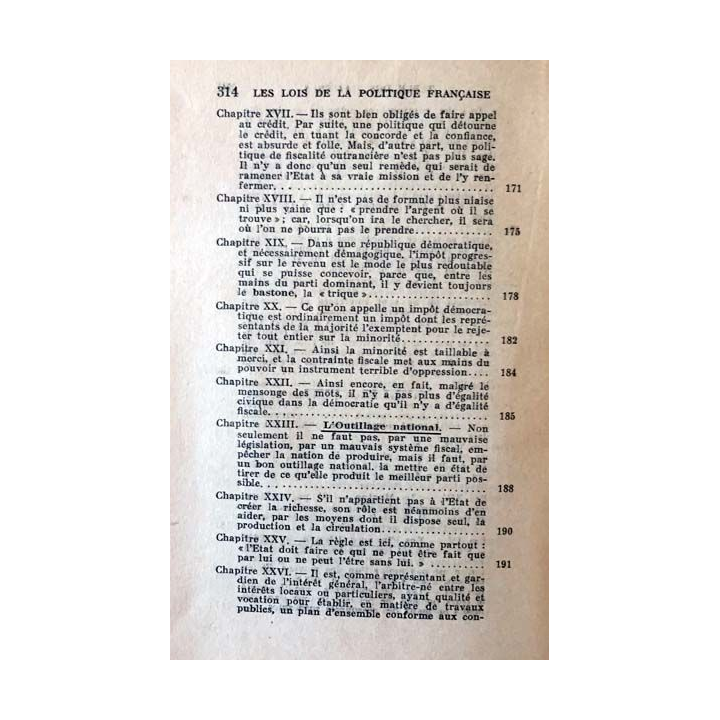 314 LES LOIS DE LA POLITIQUE FRANÇAISE
Chapitre XVII. — Ils sont bien obligés de faire appel
au crédit. Par suite, une politique qui détourne
le crédit, en tuant la concorde et la confiance,
est absurde et folle. Mais, d'autre part, une poli-
tique de fiscalité outrancière n'est pas plus sage.
Il n'y a donc qu'un seul remède, qui serait de
ramener l'Etat à sa vraie mission et de l'y ren-
fermer. . . . . . . . . . . . . . . . . . . . . . . . . . . . . . . 171
Chapitre XVIII. — Il n'est pas de formule plus niaise
ni plus vaine que : « prendre l'argent où il se
trouve » ; car, lorsqu'on ira le chercher, il sera
où l'on ne pourra pas le prendre. . . . . . . . . . . . 175
Chapitre XIX. — Dans une république démocratique,
et nécessairement démagogique, l'impôt progres-
sif sur le revenu est le mode le plus redoutable
qui se puisse concevoir, parce que, entre les
mains du parti dominant, il y devient toujours
le bastone, la « trique ». . . . . . . . . . . . . . . . . . 178
Chapitre XX. — Ce qu'on appelle un impôt démocra-
tique est ordinairement un impôt dont les repré-
sentants de la majorité l'exemptent pour le reje-
ter tout entier sur la minorité. . . . . . . . . . . . . . 182
Chapitre XXI. — Ainsi la minorité est taillable à
merci, et la contrainte fiscale met aux mains du
pouvoir un instrument terrible d'oppression. . . . 184
Chapitre XXII. — Ainsi encore, en fait, malgré le
mensonge des mots, il n'y a pas plus d'égalité
civique dans la démocratie qu'il n'y a d'égalité
fiscale. . . . . . . . . . . . . . . . . . . . . . . . . . . . . . . . 185
Chapitre XXIII. — L'Outillage national. — Non
seulement il ne faut pas, par une mauvaise
législation, par un mauvais système fiscal, em-
pêcher la nation de produire, mais il faut, par
un bon outillage national, la mettre en état de
tirer de ce qu'elle produit le meilleur parti pos-
sible. . . . . . . . . . . . . . . . . . . . . . . . . . . . . . . . . 188
Chapitre XXIV. — S'il n'appartient pas à l'Etat de
créer la richesse, son rôle est néanmoins d'en
aider, par les moyens dont il dispose seul, la
production et la circulation. . . . . . . . . . . . . . . . 190
Chapitre XXV. — La règle est ici, comme partout :
« l'Etat doit faire ce qui ne peut être fait que
par lui ou ne peut l'être sans lui. » . . . . . . . . . . 191
Chapitre XXVI. — Il est, comme représentant et gar-
dien de l'intérêt général, l'arbitre-né entre les
intérêts locaux ou particuliers, ayant qualité et
vocation pour établir, en matière de travaux
publics, un plan d'ensemble conforme aux con-